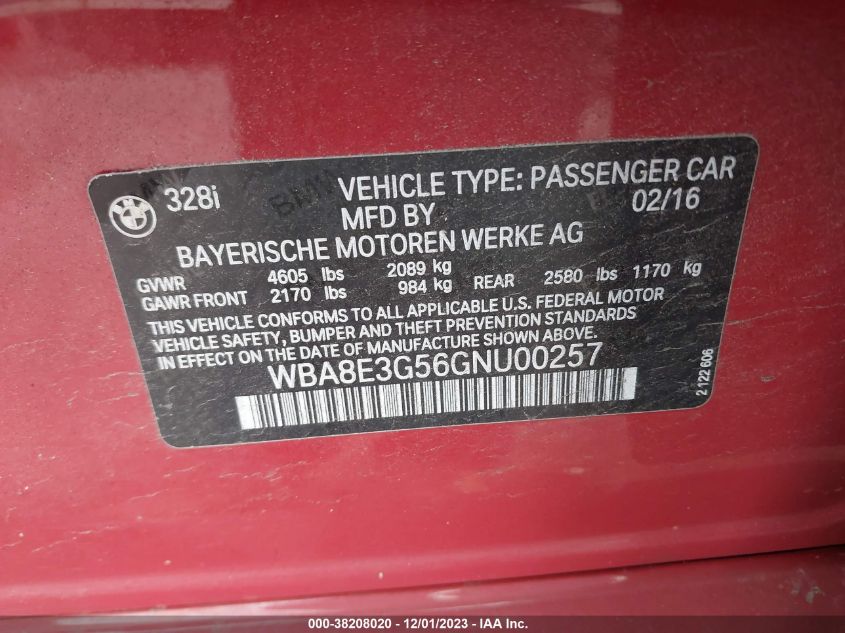 328i VEHICLE TYPE: PASSENGER CAR
MFD BY 02/16
BAYERISCHE MOTOREN WERKE AG
GVWR 4605 lbs 2089 kg
GAWR FRONT 2170 lbs 984 kg REAR 2580 lbs 1170 kg
THIS VEHICLE CONFORMS TO ALL APPLICABLE U.S. FEDERAL MOTOR
VEHICLE SAFETY, BUMPER AND THEFT PREVENTION STANDARDS
IN EFFECT ON THE DATE OF MANUFACTURE SHOWN ABOVE.
WBA8E3G56GNU00257
2 122 606
000-38208020 - 12/01/2023 - IAAI.com